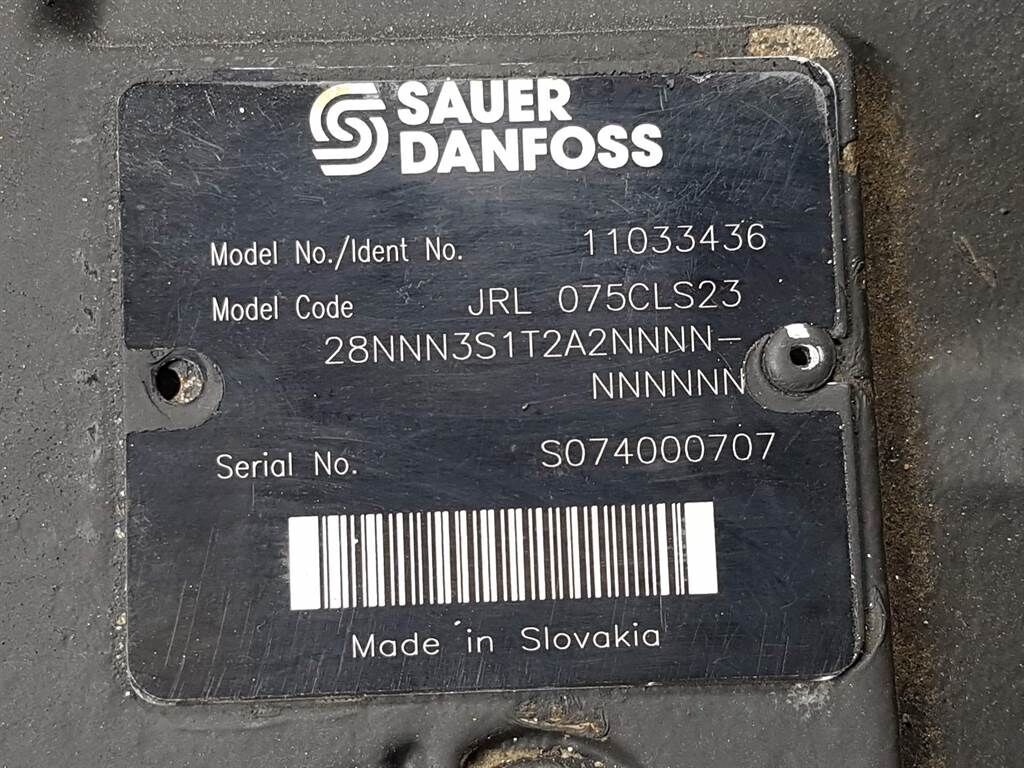 SAUER
DANFOSS
Model No./Ident No. 11033436
Model Code JRL 075CLS23
28NNN3S1T2A2NNNN-
NNNNNN
Serial No. S074000707
Made in Slovakia